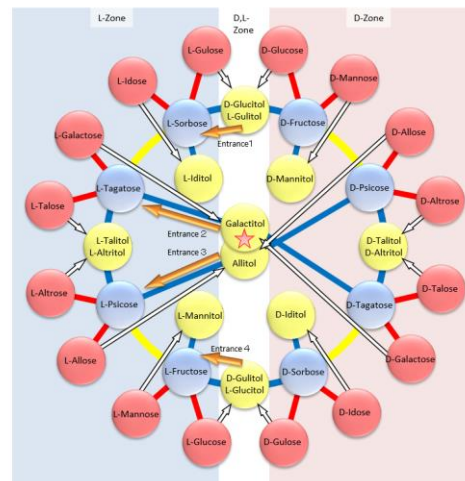 L-Zone
D,L-
Zone
D-Zone
L-Gulose
D-Glucose
L-Idose
D-Mannose
D-Glucitol
L-Gulitol
L-Sorbose
D-Fructose
L-Galactose
D-Allose
Entrance1
L-Iditol
D-Mannitol
L-Tagatose
D-Psicose
L-Talose
D-Altrose
Galactitol
Entrance 2
L-Talitol
L-Altritol
D-Talitol
D-Altritol
Entrance 3
Allitol
L-Altrose
D-Talose
L-Psicose
D-Tagatose
L-Mannitol
D-Iditol
L-Allose
D-Galactose
Entrance 4
L-Fructose
D-Sorbose
D-Gulitol
L-Glucitol
L-Mannose
D-Idose
L-Glucose
D-Gulose